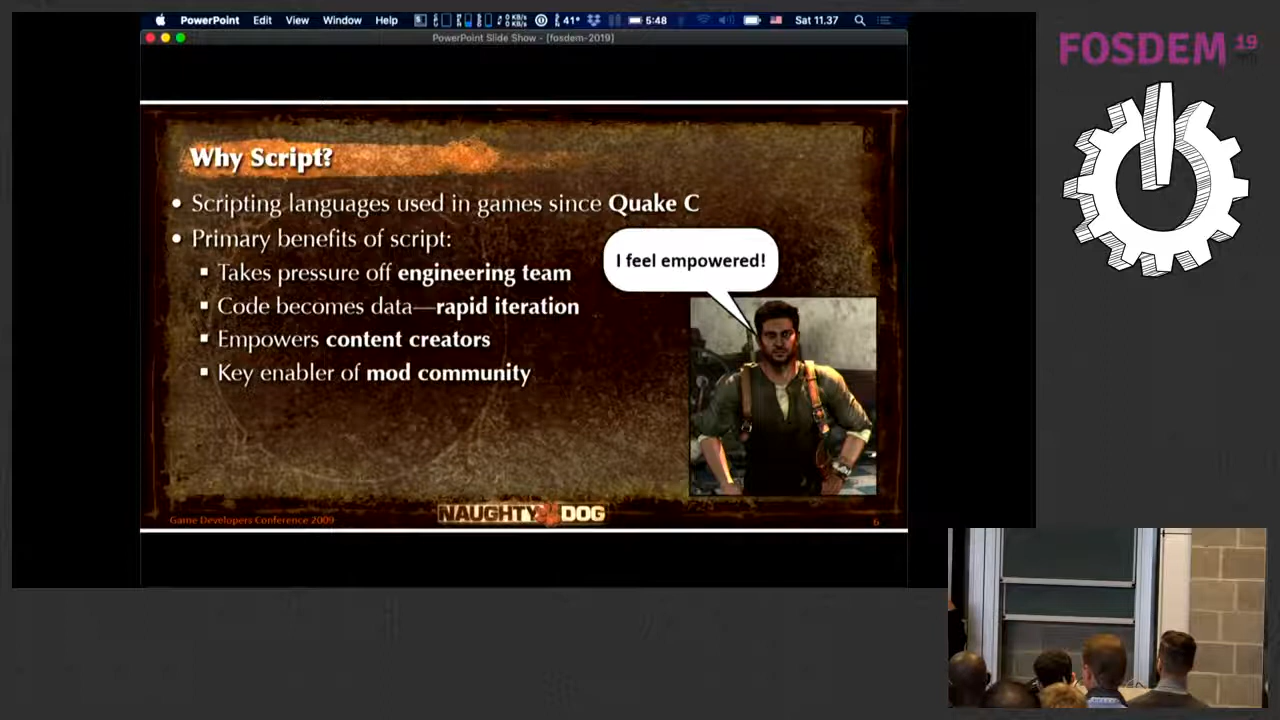 PowerPoint Edit View Window Help
41° 5:48 Sat 11.37
PowerPoint Slide Show - [fosdem-2019]
FOSDEM 19
Why Script?
• Scripting languages used in games since Quake C
• Primary benefits of script:
▪ Takes pressure off engineering team
▪ Code becomes data—rapid iteration
▪ Empowers content creators
▪ Key enabler of mod community
I feel empowered!
Game Developers Conference 2009
NAUGHTY DOG
6